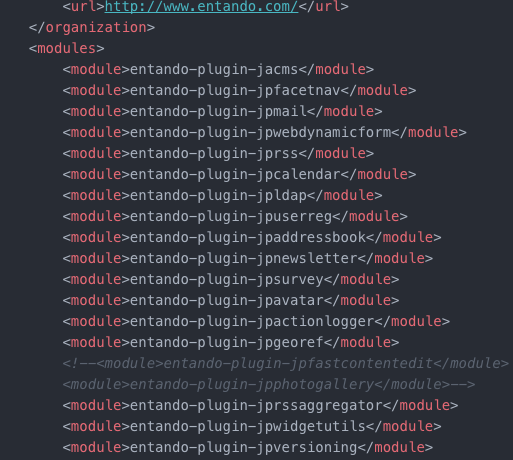 <url>http://www.entando.com/</url>
</organization>
<modules>
<module>entando-plugin-jacms</module>
<module>entando-plugin-jpfacetnav</module>
<module>entando-plugin-jpmail</module>
<module>entando-plugin-jpwebdynamicform</module>
<module>entando-plugin-jprss</module>
<module>entando-plugin-jpcalendar</module>
<module>entando-plugin-jpldap</module>
<module>entando-plugin-jpuserreg</module>
<module>entando-plugin-jpaddressbook</module>
<module>entando-plugin-jpnewsletter</module>
<module>entando-plugin-jpsurvey</module>
<module>entando-plugin-jpavatar</module>
<module>entando-plugin-jpactionlogger</module>
<module>entando-plugin-jpgeoref</module>
<!--<module>entando-plugin-jpfastcontentedit</module>
<module>entando-plugin-jpphotogallery</module>-->
<module>entando-plugin-jprssaggregator</module>
<module>entando-plugin-jpwidgetutils</module>
<module>entando-plugin-jpversioning</module>